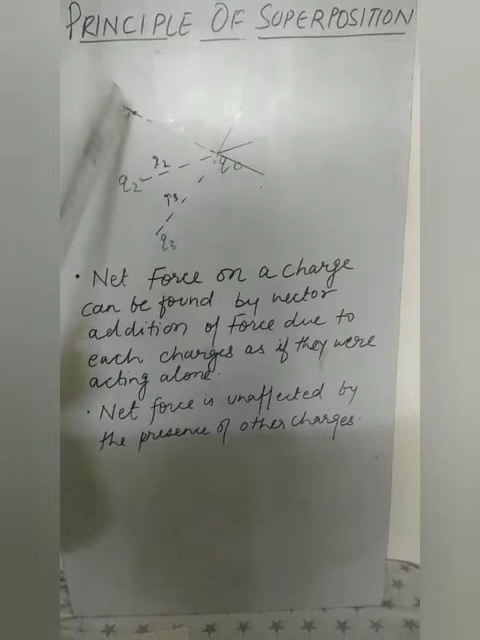 PRINCIPLE OF SUPERPOSITION
q2 r2 q0
r3
q3
• Net Force on a charge
can be found by vector
addition of Force due to
each charges as if they were
acting alone.
• Net force is unaffected by
the presence of other charges.